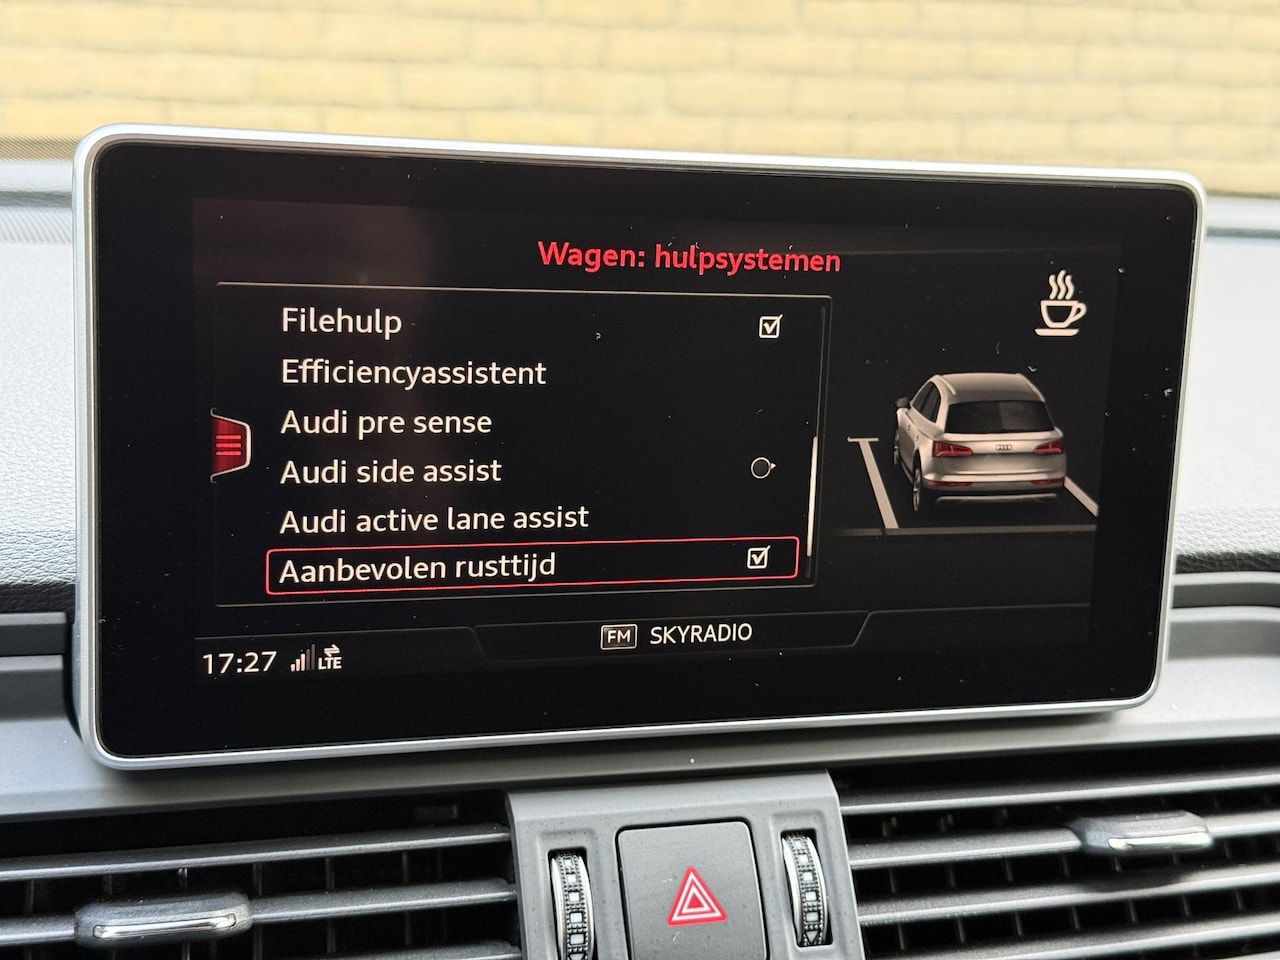 Wagen: hulpsystemen
Filehulp
Efficiencyassistent
Audi pre sense
Audi side assist
Audi active lane assist
Aanbevolen rusttijd
FM SKYRADIO
17:27 LTE